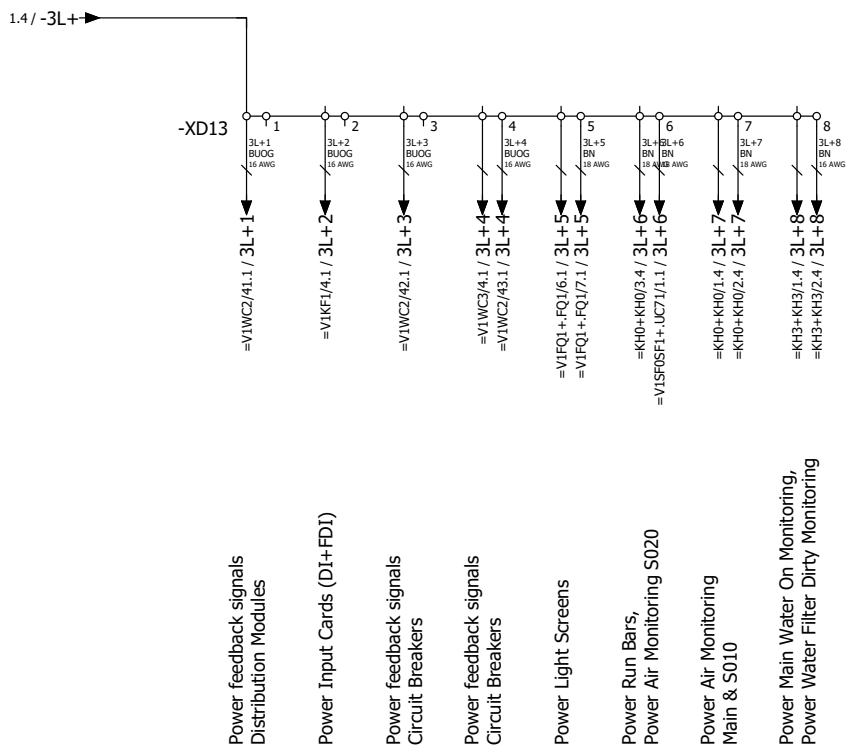 1.4 / -3L+
-XD13
1
2
3
4
5
6
7
8
3L+1
BUOG
16 AWG
3L+2
BUOG
16 AWG
3L+3
BUOG
16 AWG
3L+4
BUOG
16 AWG
3L+5
BN
18 AWG
3L+6
BN
18 AWG
3L+6
BN
18 AWG
3L+7
BN
18 AWG
3L+8
BN
16 AWG
=V1WC2/41.1 / 3L+1
=V1KF1/4.1 / 3L+2
=V1WC2/42.1 / 3L+3
=V1WC3/4.1 / 3L+4
=V1WC2/43.1 / 3L+4
=V1FQ1+.FQ1/6.1 / 3L+5
=V1FQ1+.FQ1/7.1 / 3L+5
=KH0+KH0/3.4 / 3L+6
=V1SF0SF1+.UC71/1.1 / 3L+6
=KH0+KH0/1.4 / 3L+7
=KH0+KH0/2.4 / 3L+7
=KH3+KH3/1.4 / 3L+8
=KH3+KH3/2.4 / 3L+8
Power feedback signals
Distribution Modules
Power Input Cards (DI+FDI)
Power feedback signals
Circuit Breakers
Power feedback signals
Circuit Breakers
Power Light Screens
Power Run Bars,
Power Air Monitoring S020
Power Air Monitoring
Main & S010
Power Main Water On Monitoring,
Power Water Filter Dirty Monitoring